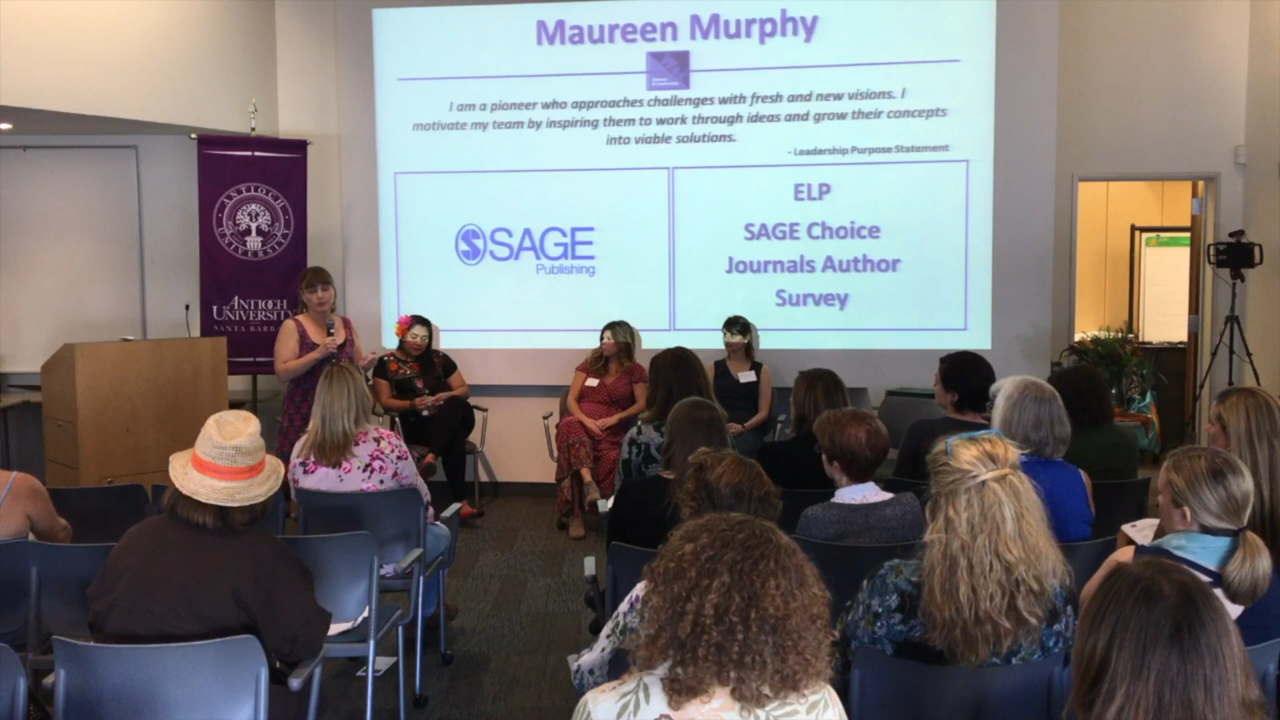 Maureen Murphy
I am a pioneer who approaches challenges with fresh and new visions. I
motivate my team by inspiring them to work through ideas and grow their concepts
into viable solutions.
- Leadership Purpose Statement
SAGE
Publishing
ELP
SAGE Choice
Journals Author
Survey
ANTIOCH
UNIVERSITY
ANTIOCH
UNIVERSITY